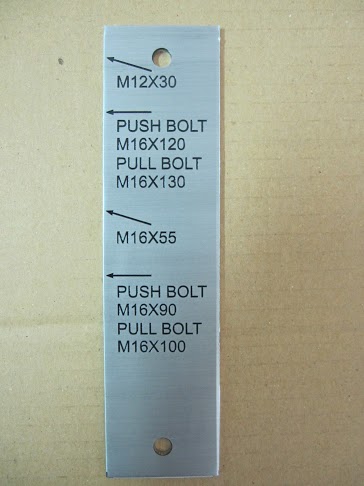 M12X30
PUSH BOLT
M16X120
PULL BOLT
M16X130
M16X55
PUSH BOLT
M16X90
PULL BOLT
M16X100